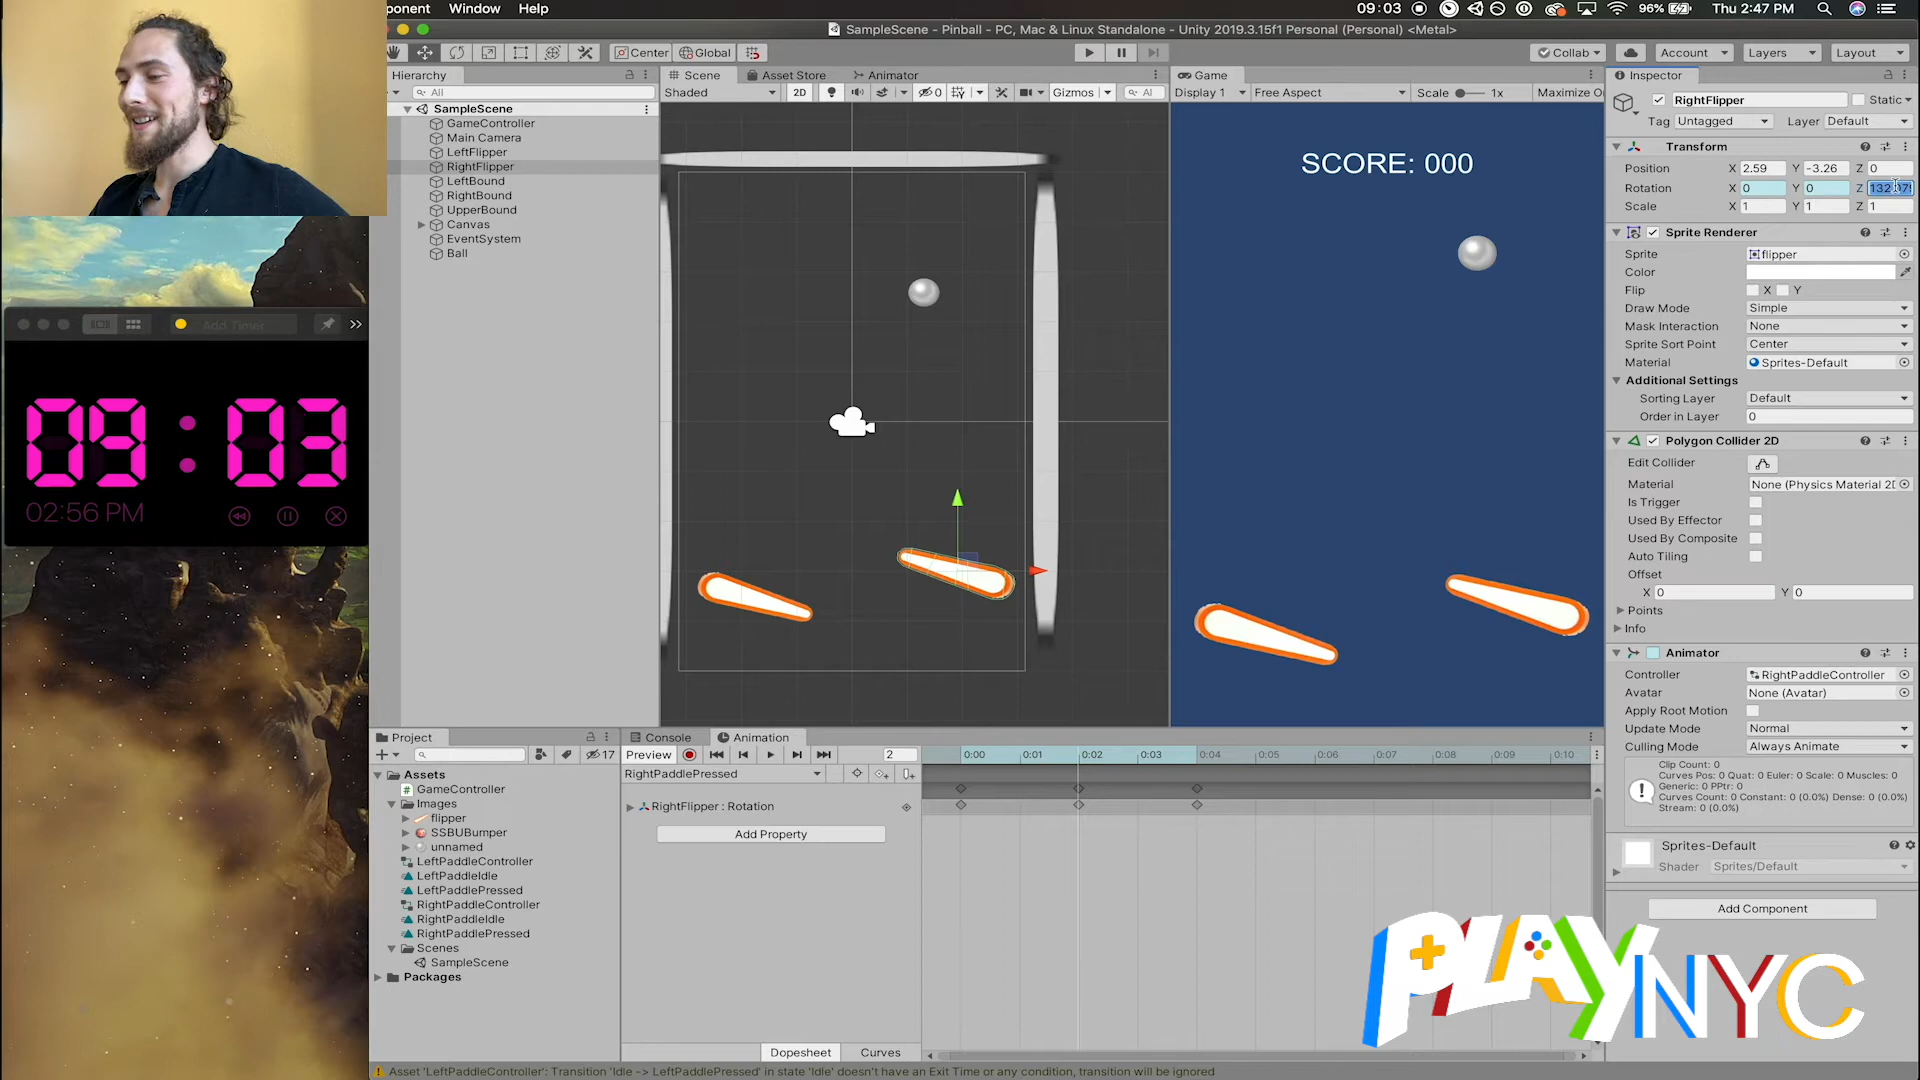 ponent Window Help
09:03 96% Thu 2:47 PM
SampleScene - Pinball - PC, Mac & Linux Standalone - Unity 2019.3.15f1 Personal (Personal) <Metal>
Center Global Collab Account Layers Layout
Hierarchy
All
SampleScene
GameController
Main Camera
LeftFlipper
RightFlipper
LeftBound
RightBound
UpperBound
Canvas
EventSystem
Ball
Scene Asset Store Animator
Shaded 2D 0 Gizmos Al
Game
Display 1 Free Aspect Scale 1x Maximize O
SCORE: 000
Inspector
RightFlipper Static
Tag Untagged Layer Default
Transform
Position X 2.59 Y -3.26 Z 0
Rotation X 0 Y 0 Z
Scale X 1 Y 1 Z 1
Sprite Renderer
Sprite flipper
Color
Flip X Y
Draw Mode Simple
Mask Interaction None
Sprite Sort Point Center
Material Sprites-Default
Additional Settings
Sorting Layer Default
Order in Layer 0
Polygon Collider 2D
Edit Collider
Material None (Physics Material 2D
Is Trigger
Used By Effector
Used By Composite
Auto Tiling
Offset
X 0 Y 0
Points
Info
Animator
Controller RightPaddleController
Avatar None (Avatar)
Apply Root Motion
Update Mode Normal
Culling Mode Always Animate
Clip Count: 0
Curves Pos: 0 Quat: 0 Euler: 0 Scale: 0 Muscles: 0
Generic: 0 PPtr: 0
Curves Count: 0 Constant: 0 (0.0%) Dense: 0 (0.0%)
Stream: 0 (0.0%)
Sprites-Default
Shader Sprites/Default
Add Component
Add Timer
09:03
02:56 PM
Project
17
Assets
GameController
Images
flipper
SSBUBumper
unnamed
LeftPaddleController
LeftPaddleIdle
LeftPaddlePressed
RightPaddleController
RightPaddleIdle
RightPaddlePressed
Scenes
SampleScene
Packages
Console Animation
Preview 2 0:00 0:01 0:02 0:03 0:04 0:05 0:06 0:07 0:08 0:09 0:10
RightPaddlePressed
RightFlipper : Rotation
Add Property
Dopesheet Curves
PLAYNYC
Asset 'LeftPaddleController': Transition 'Idle -> LeftPaddlePressed' in state 'Idle' doesn't have an Exit Time or any condition, transition will be ignored